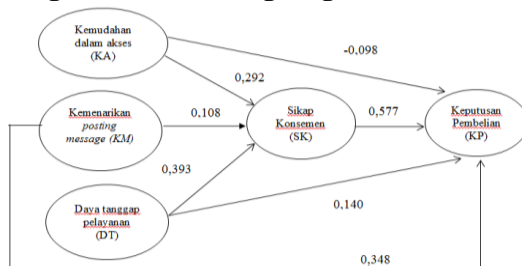 Kemudahan
dalam akses
(KA)
-0,098
0,292
Kemenarikan
posting
message (KM)
0,108
Sikap
Konsemen
(SK)
0,577
Keputusan
Pembelian
(KP)
0,393
Daya tanggap
pelayanan
(DT)
0,140
0,348